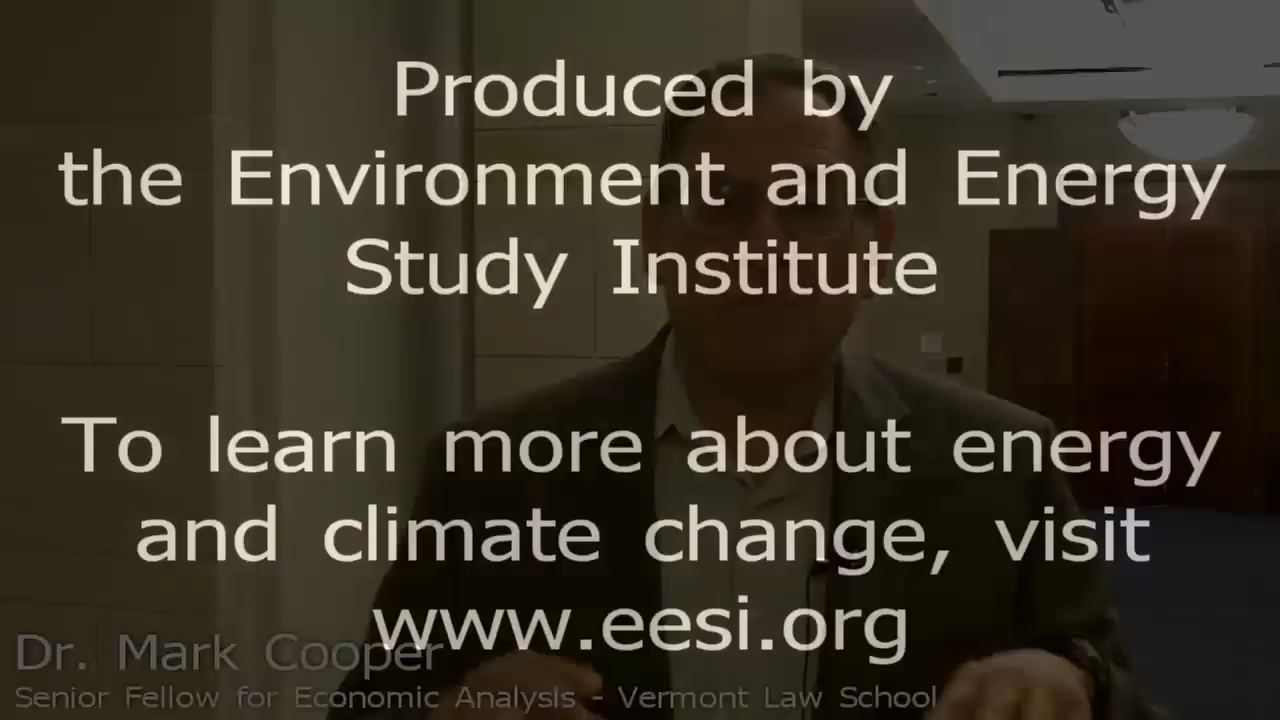 Produced by
the Environment and Energy
Study Institute
To learn more about energy
and climate change, visit
www.eesi.org
Dr. Mark Cooper
Senior Fellow for Economic Analysis - Vermont Law School